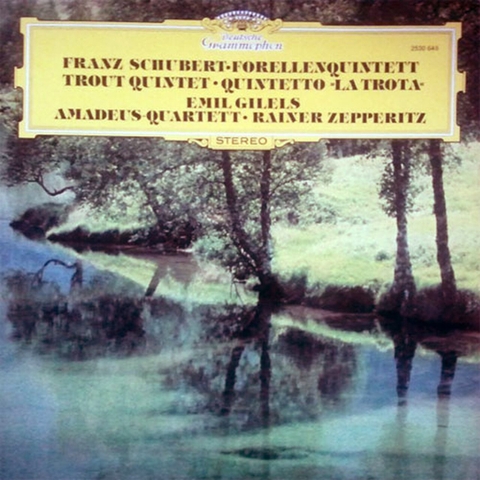 Deutsche
Grammophon
2530 646
FRANZ SCHUBERT·FORELLENQUINTETT
TROUT QUINTET·QUINTETTO »LA TROTA«
EMIL GILELS
AMADEUS-QUARTETT·RAINER ZEPPERITZ
STEREO